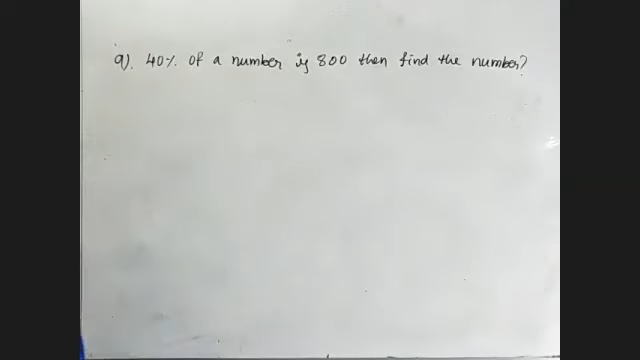 9). 40% of a number is 800 then find the number?